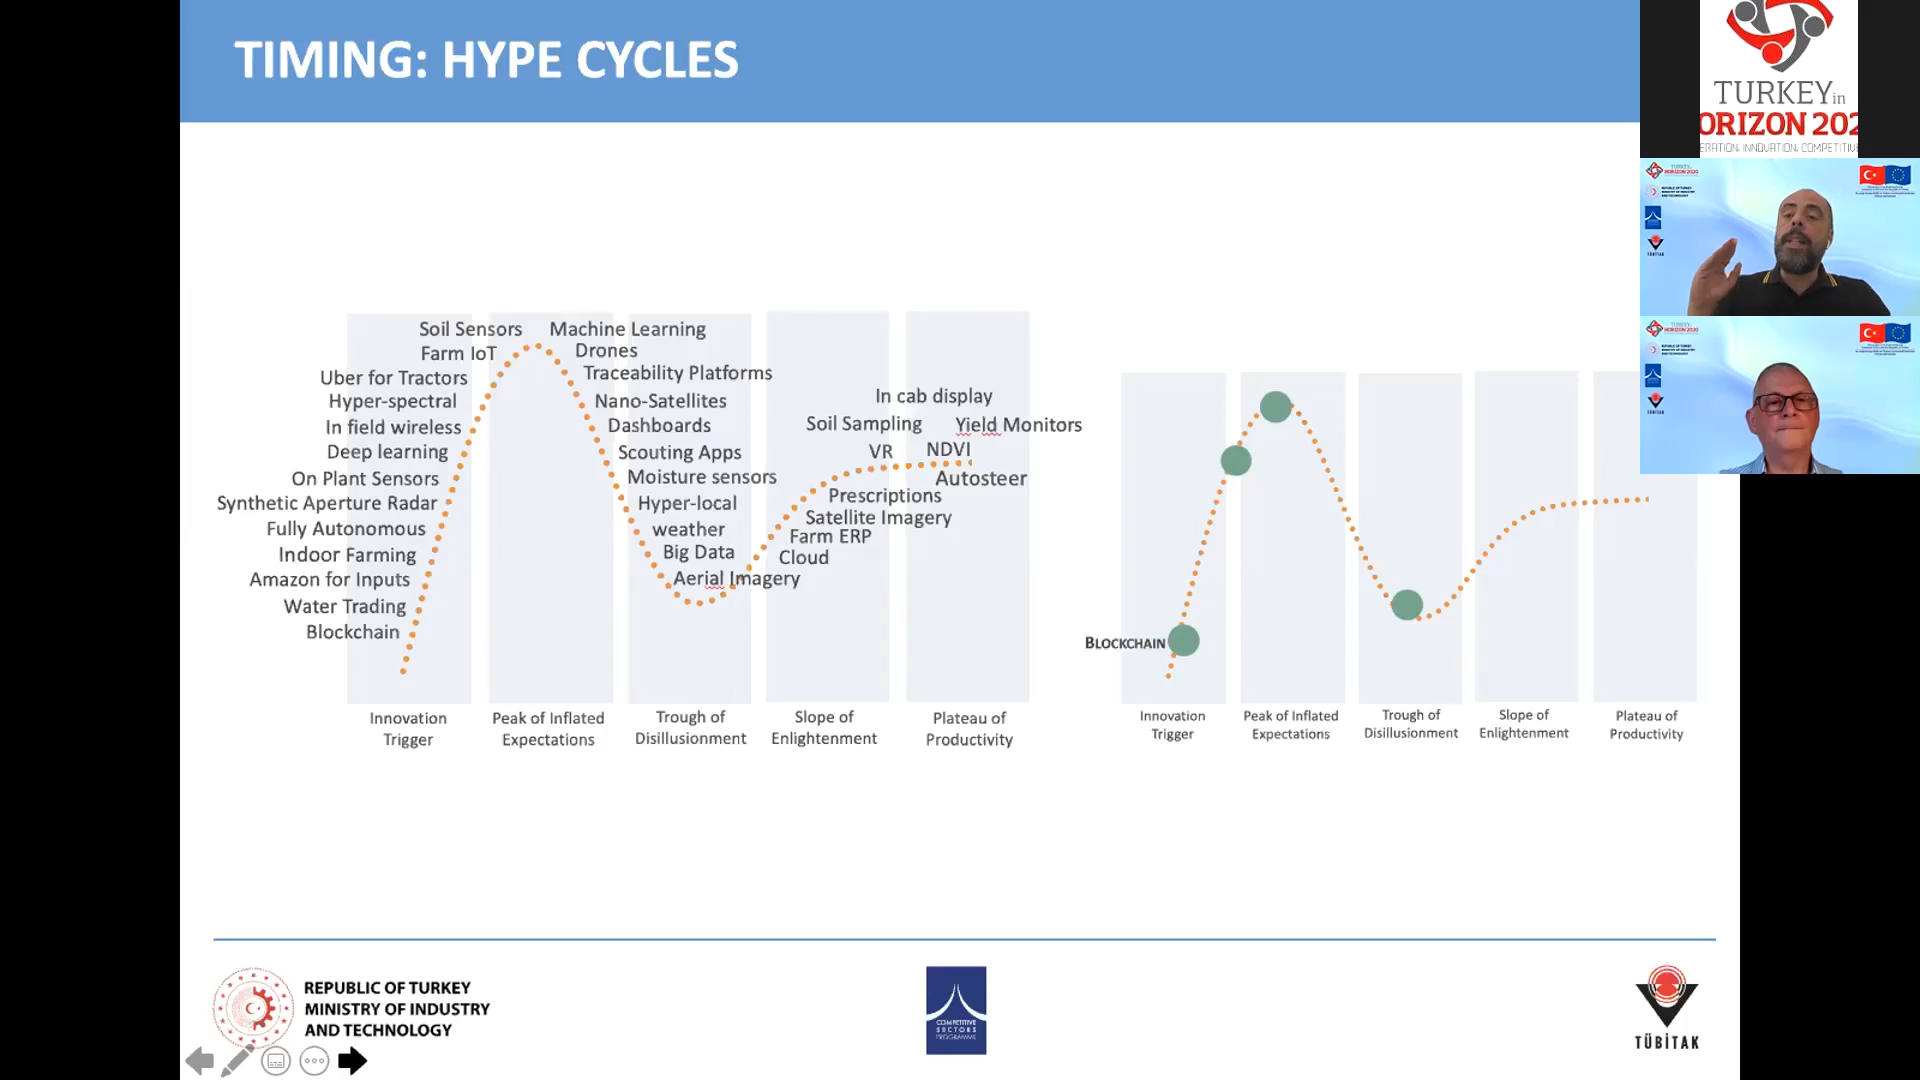 TIMING: HYPE CYCLES
TURKEY in
ORIZON 202
ERATION, INNOVATION, COMPETITIV
Soil Sensors
Machine Learning
Farm IoT
Drones
Uber for Tractors
Traceability Platforms
Hyper-spectral
Nano-Satellites
In cab display
In field wireless
Dashboards
Soil Sampling
Yield Monitors
Deep learning
Scouting Apps
VR
NDVI
On Plant Sensors
Moisture sensors
Autosteer
Synthetic Aperture Radar
Hyper-local
weather
Prescriptions
Fully Autonomous
Satellite Imagery
Indoor Farming
Big Data
Farm ERP
Amazon for Inputs
Aerial Imagery
Cloud
Water Trading
Blockchain
Innovation
Trigger
Peak of Inflated
Expectations
Trough of
Disillusionment
Slope of
Enlightenment
Plateau of
Productivity
BLOCKCHAIN
Innovation
Trigger
Peak of Inflated
Expectations
Trough of
Disillusionment
Slope of
Enlightenment
Plateau of
Productivity
REPUBLIC OF TURKEY
MINISTRY OF INDUSTRY
AND TECHNOLOGY
COMPETITIVE
SECTORS
PROGRAMME
TÜBİTAK